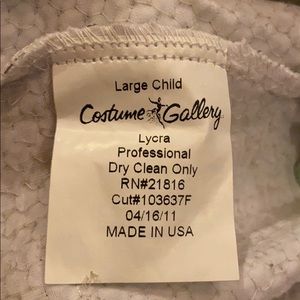 Large Child
Costume Gallery
Lycra
Professional
Dry Clean Only
RN#21816
Cut#103637F
04/16/11
MADE IN USA